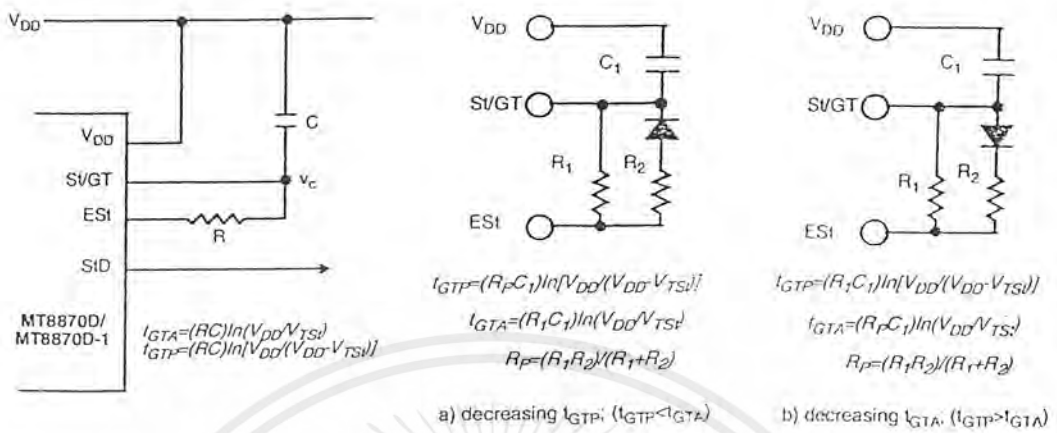 VDD
C
VDD
St/GT
vc
ESt
R
StD
MT8870D/
MT8870D-1
tGTA=(RC)ln(VDD/VTSt)
tGTP=(RC)ln[VDD/(VDD-VTSt)]
VDD
C1
St/GT
R1
R2
ESt
tGTP=(RPC1)ln[VDD/(VDD-VTSt)]
tGTA=(R1C1)ln(VDD/VTSt)
RP=(R1R2)/(R1+R2)
a) decreasing tGTP; (tGTP<tGTA)
VDD
C1
St/GT
R1
R2
ESt
tGTP=(R1C1)ln[VDD/(VDD-VTSt)]
tGTA=(RPC1)ln(VDD/VTSt)
RP=(R1R2)/(R1+R2)
b) decreasing tGTA; (tGTP>tGTA)